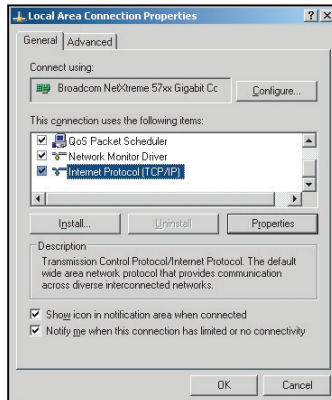 Local Area Connection Properties
General Advanced
Connect using:
Broadcom NetXtreme 57xx Gigabit Cc
Configure...
This connection uses the following items:
QoS Packet Scheduler
Network Monitor Driver
Internet Protocol (TCP/IP)
Install... Uninstall Properties
Description
Transmission Control Protocol/Internet Protocol. The default
wide area network protocol that provides communication
across diverse interconnected networks.
Show icon in notification area when connected
Notify me when this connection has limited or no connectivity
OK Cancel